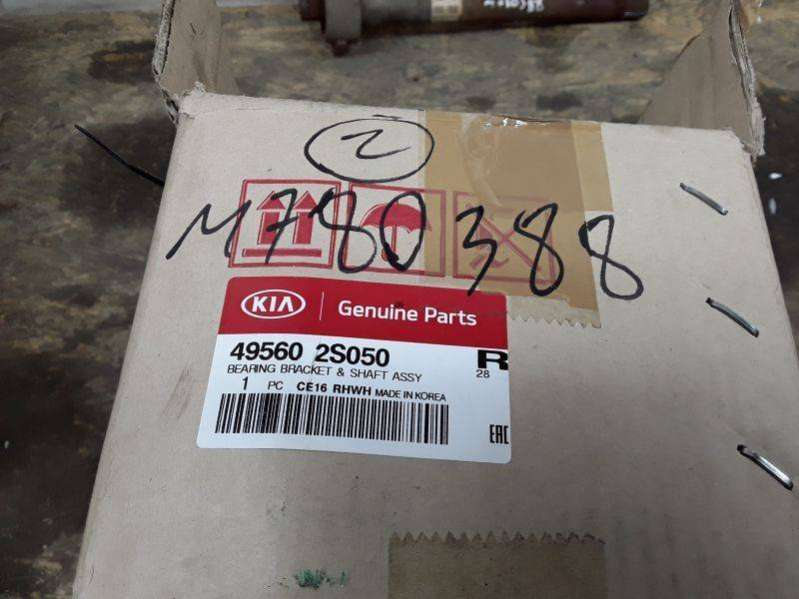 2
M780388
KIA Genuine Parts
49560 2S050 R
BEARING BRACKET & SHAFT ASSY 28
1 PC CE16 RHWH MADE IN KOREA
EAC